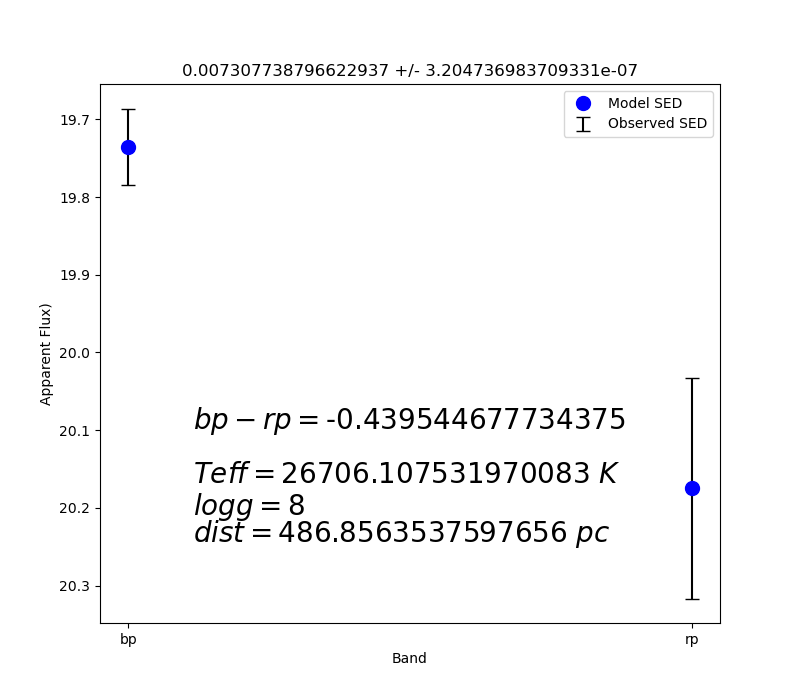 0.007307738796622937 +/- 3.204736983709331e-07
Model SED
Observed SED
19.7
19.8
19.9
20.0
20.1
20.2
20.3
Apparent Flux)
bp − rp = -0.439544677734375
Teff = 26706.107531970083 K
logg = 8
dist = 486.8563537597656 pc
bp
rp
Band